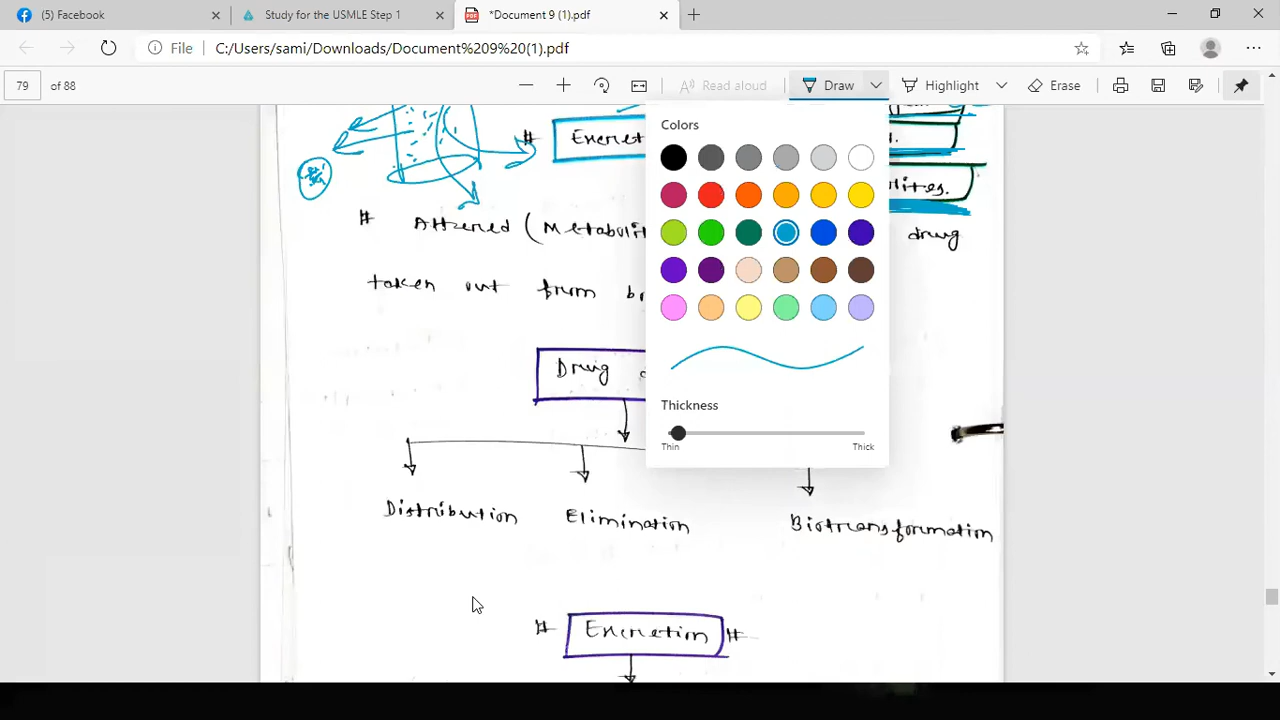 (5) Facebook
Study for the USMLE Step 1
*Document 9 (1).pdf
File
C:/Users/sami/Downloads/Document%209%20(1).pdf
79 of 88
Read aloud
Draw
Highlight
Erase
Colors
# Excret
lites.
# Altered (Metabolit
drug
taken out from b
Drug
Thickness
Thin
Thick
Distribution Elimination Biotransformation
# Excretion #